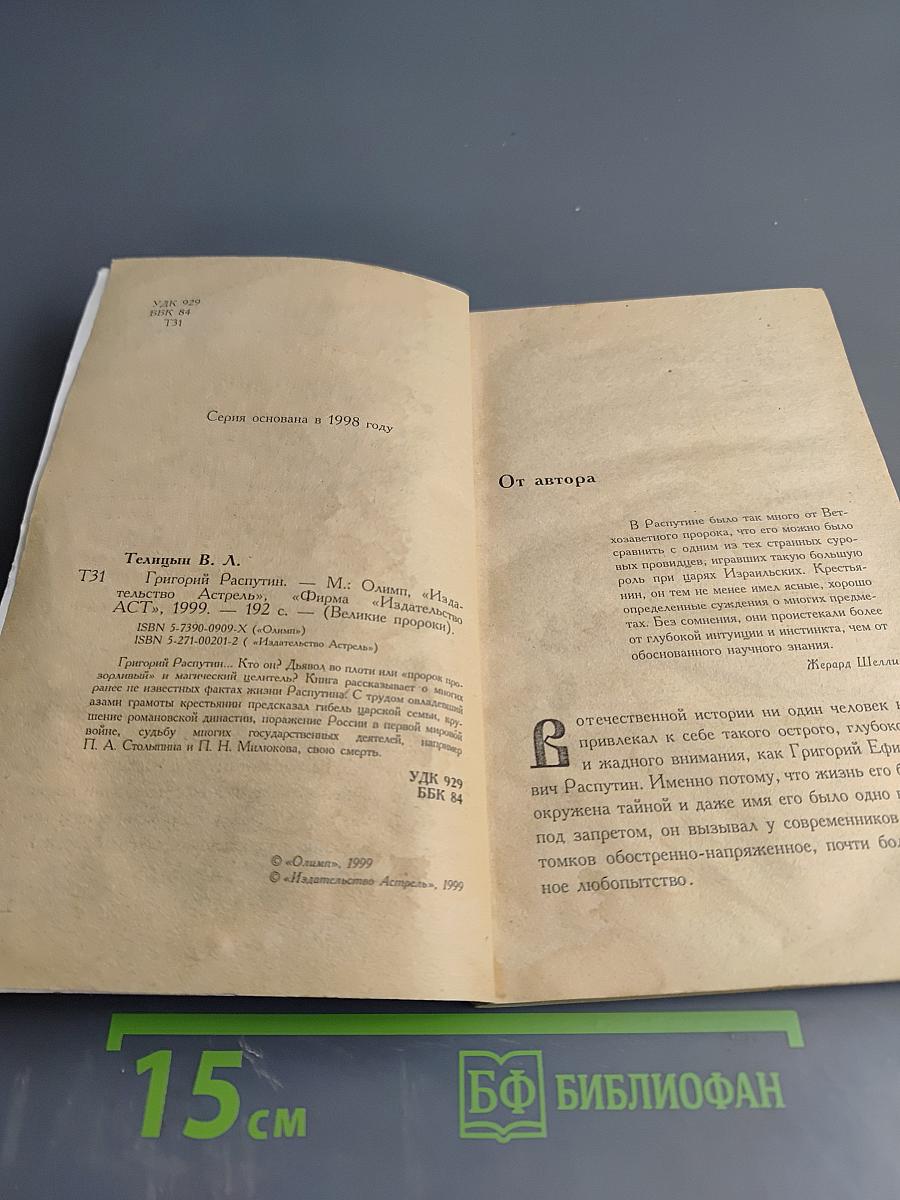 УДК 929
ББК 84
Т31
Серия основана в 1998 году
Телицын В. Л.
Т31 Григорий Распутин. — М.: Олимп, «Изда-
тельство Астрель», «Фирма «Издательство
АСТ», 1999. — 192 с. — (Великие пророки).
ISBN 5-7390-0909-X («Олимп»)
ISBN 5-271-00201-2 ( «Издательство Астрель»)
Григорий Распутин... Кто он? Дьявол во плоти или «пророк про-
зорливый» и магический целитель? Книга рассказывает о многих
ранее не известных фактах жизни Распутина. С трудом овладевший
азами грамоты крестьянин предсказал гибель царской семьи, кру-
шение романовской династии, поражение России в первой мировой
войне, судьбу многих государственных деятелей, например
П. А. Столыпина и П. Н. Милюкова, свою смерть.
УДК 929
ББК 84
© «Олимп», 1999
© «Издательство Астрель», 1999
От автора
В Распутине было так много от Вет-
хозаветного пророка, что его можно было
сравнить с одним из тех странных суро-
вых провидцев, игравших такую большую
роль при царях Израильских. Крестья-
нин, он тем не менее имел ясные, хорошо
определенные суждения о многих предме-
тах. Без сомнения, они проистекали более
от глубокой интуиции и инстинкта, чем от
обоснованного научного знания.
Жерард Шелли
В отечественной истории ни один человек н
привлекал к себе такого острого, глубоко
и жадного внимания, как Григорий Ефи
вич Распутин. Именно потому, что жизнь его б
окружена тайной и даже имя его было одно
под запретом, он вызывал у современников
томков обостренно-напряженное, почти бол
ное любопытство.
15 см
БФ БИБЛИОФАН